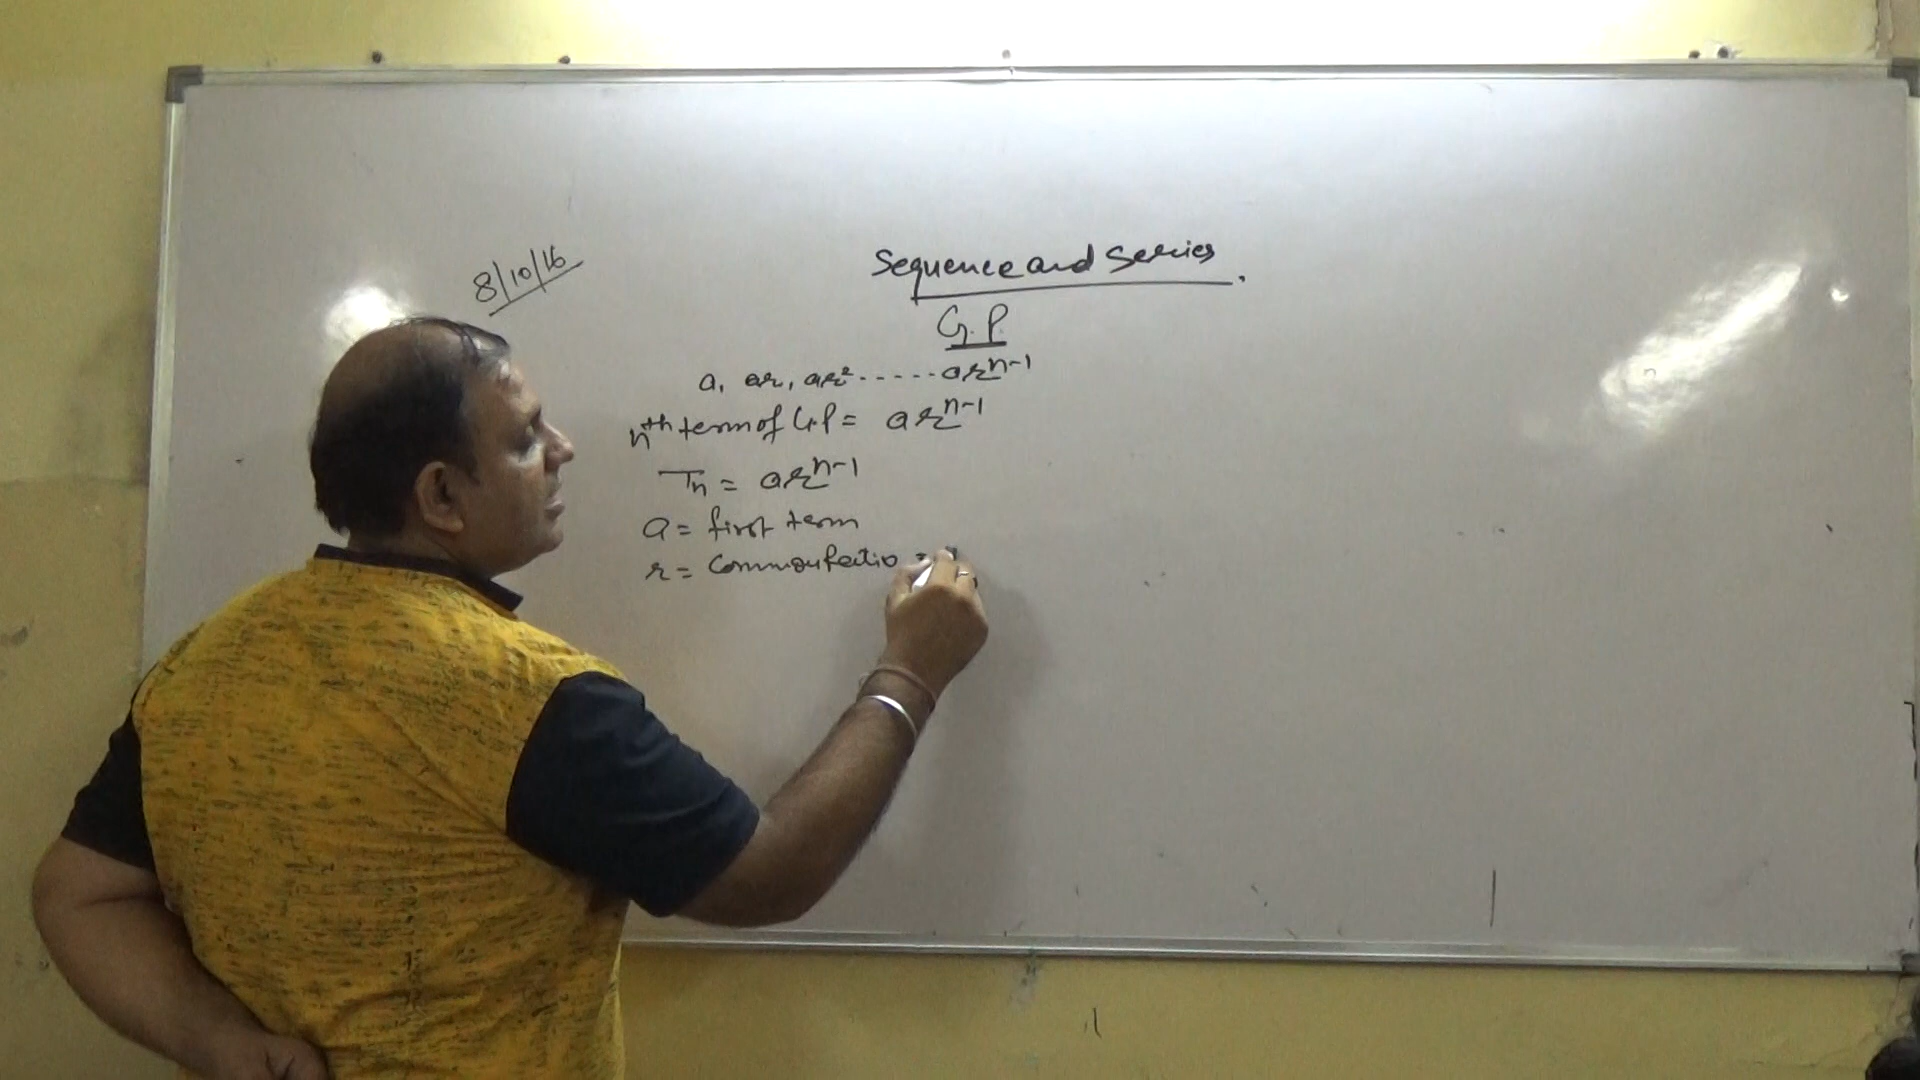 8/10/16
Sequence and Series.
G.P.
a, ar, ar²-----arⁿ⁻¹
nᵗʰ term of G.P = arⁿ⁻¹
Tₙ = arⁿ⁻¹
a = first term
r = Common Ratio =